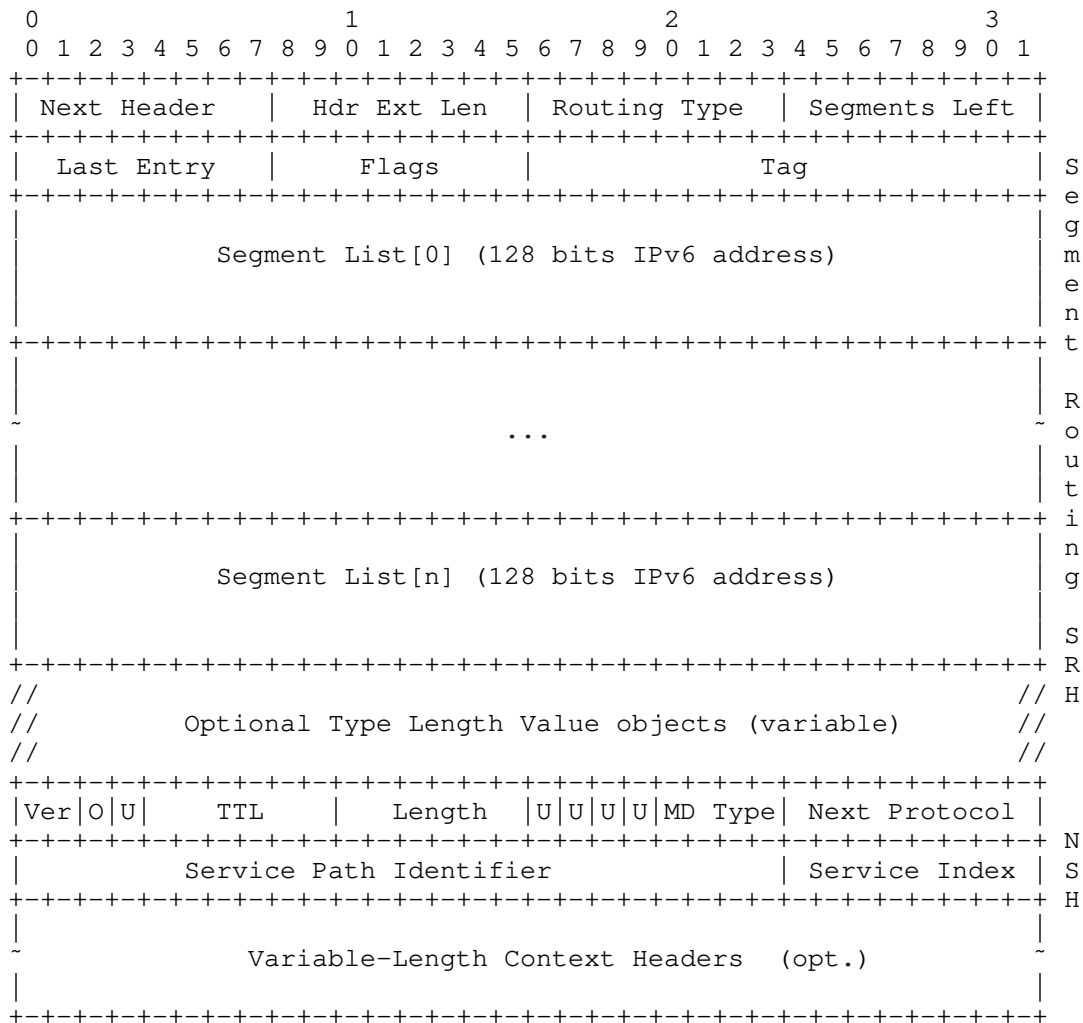 0                   1                   2                   3
 0 1 2 3 4 5 6 7 8 9 0 1 2 3 4 5 6 7 8 9 0 1 2 3 4 5 6 7 8 9 0 1
+-+-+-+-+-+-+-+-+-+-+-+-+-+-+-+-+-+-+-+-+-+-+-+-+-+-+-+-+-+-+-+-+
| Next Header   |  Hdr Ext Len  | Routing Type  | Segments Left |
+-+-+-+-+-+-+-+-+-+-+-+-+-+-+-+-+-+-+-+-+-+-+-+-+-+-+-+-+-+-+-+-+
|  Last Entry   |     Flags     |              Tag              | S
+-+-+-+-+-+-+-+-+-+-+-+-+-+-+-+-+-+-+-+-+-+-+-+-+-+-+-+-+-+-+-+-+ e
|                                                               | g
|            Segment List[0] (128 bits IPv6 address)            | m
|                                                               | e
|                                                               | n
+-+-+-+-+-+-+-+-+-+-+-+-+-+-+-+-+-+-+-+-+-+-+-+-+-+-+-+-+-+-+-+-+ t
|                                                               |
|                                                               | R
~                              ...                              ~ o
|                                                               | u
|                                                               | t
+-+-+-+-+-+-+-+-+-+-+-+-+-+-+-+-+-+-+-+-+-+-+-+-+-+-+-+-+-+-+-+-+ i
|                                                               | n
|            Segment List[n] (128 bits IPv6 address)            | g
|                                                               |
|                                                               | S
+-+-+-+-+-+-+-+-+-+-+-+-+-+-+-+-+-+-+-+-+-+-+-+-+-+-+-+-+-+-+-+-+ R
//                                                             // H
//         Optional Type Length Value objects (variable)       //
//                                                             //
+-+-+-+-+-+-+-+-+-+-+-+-+-+-+-+-+-+-+-+-+-+-+-+-+-+-+-+-+-+-+-+-+
|Ver|O|U|    TTL    |   Length  |U|U|U|U|MD Type| Next Protocol |
+-+-+-+-+-+-+-+-+-+-+-+-+-+-+-+-+-+-+-+-+-+-+-+-+-+-+-+-+-+-+-+-+ N
|          Service Path Identifier              | Service Index | S
+-+-+-+-+-+-+-+-+-+-+-+-+-+-+-+-+-+-+-+-+-+-+-+-+-+-+-+-+-+-+-+-+ H
|                                                               |
~              Variable-Length Context Headers  (opt.)          ~
|                                                               |
+-+-+-+-+-+-+-+-+-+-+-+-+-+-+-+-+-+-+-+-+-+-+-+-+-+-+-+-+-+-+-+-+